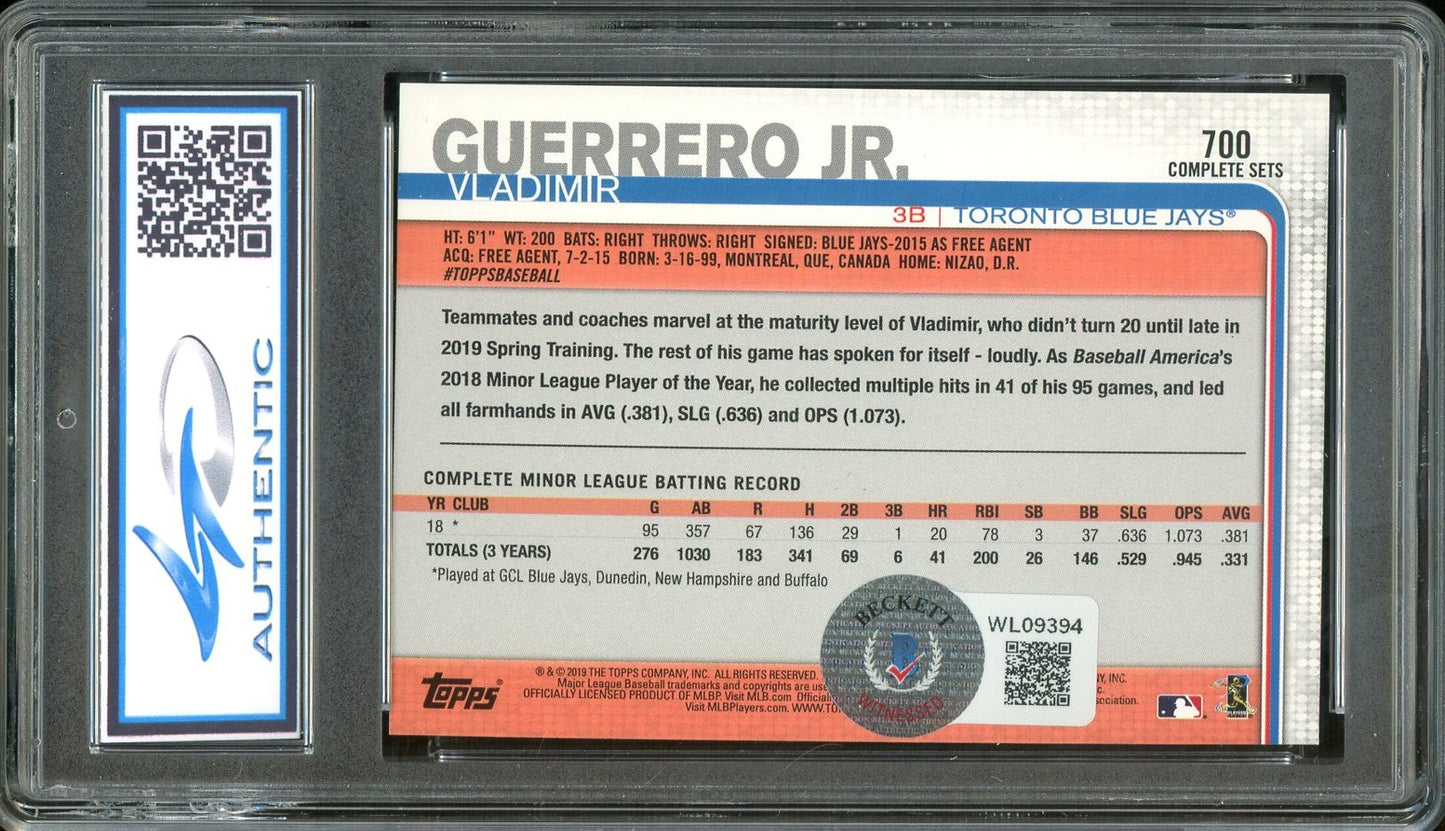 AUTHENTIC
GUERRERO JR.
VLADIMIR
700
COMPLETE SETS
3B | TORONTO BLUE JAYS®
HT: 6'1" WT: 200 BATS: RIGHT THROWS: RIGHT SIGNED: BLUE JAYS-2015 AS FREE AGENT
ACQ: FREE AGENT, 7-2-15 BORN: 3-16-99, MONTREAL, QUE, CANADA HOME: NIZAO, D.R.
#TOPPSBASEBALL
Teammates and coaches marvel at the maturity level of Vladimir, who didn't turn 20 until late in
2019 Spring Training. The rest of his game has spoken for itself - loudly. As Baseball America's
2018 Minor League Player of the Year, he collected multiple hits in 41 of his 95 games, and led
all farmhands in AVG (.381), SLG (.636) and OPS (1.073).
COMPLETE MINOR LEAGUE BATTING RECORD
YR CLUB G AB R H 2B 3B HR RBI SB BB SLG OPS AVG
18 * 95 357 67 136 29 1 20 78 3 37 .636 1.073 .381
TOTALS (3 YEARS) 276 1030 183 341 69 6 41 200 26 146 .529 .945 .331
*Played at GCL Blue Jays, Dunedin, New Hampshire and Buffalo
BECKETT
WITNESSED
WL09394
Topps®
® & © 2019 THE TOPPS COMPANY, INC. ALL RIGHTS RESERVED. NY, INC.
Major League Baseball trademarks and copyrights are use c.
OFFICIALLY LICENSED PRODUCT OF MLBP. Visit MLB.com Officia sociation.
Visit MLBPlayers.com. WWW.TO